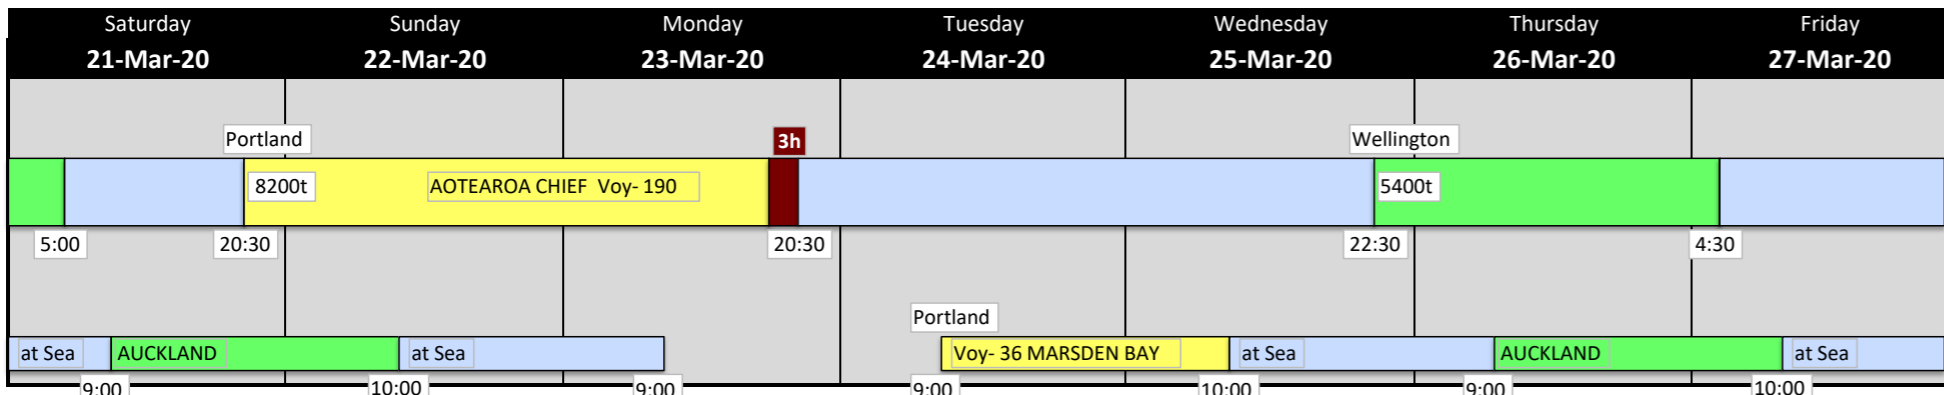 Saturday Sunday Monday Tuesday Wednesday Thursday Friday
21-Mar-20 22-Mar-20 23-Mar-20 24-Mar-20 25-Mar-20 26-Mar-20 27-Mar-20
Portland 3h Wellington
8200t AOTEAROA CHIEF Voy- 190 5400t
5:00 20:30 20:30 22:30 4:30
Portland
at Sea AUCKLAND at Sea Voy- 36 MARSDEN BAY at Sea AUCKLAND at Sea
9:00 10:00 9:00 9:00 10:00 9:00 10:00